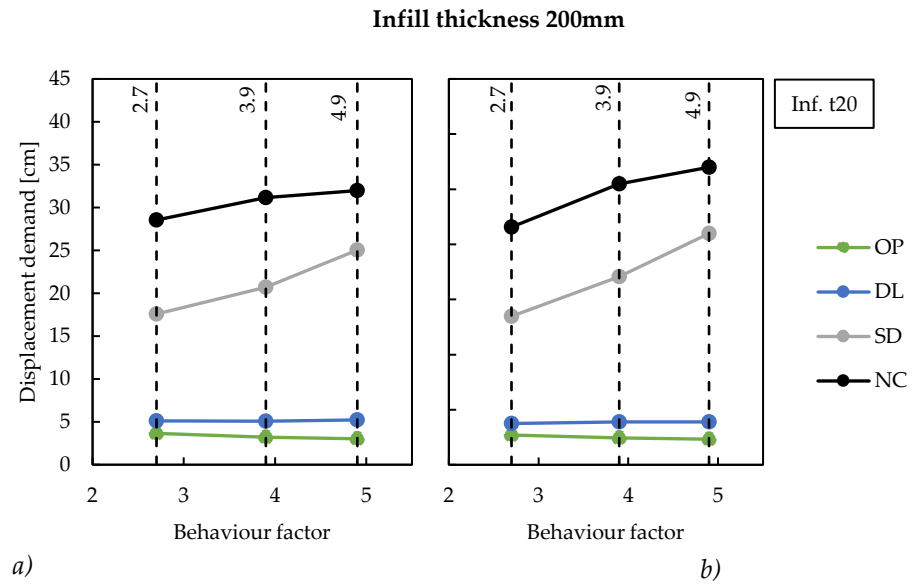 Infill thickness 200mm
Displacement demand [cm]
45
40
35
30
25
20
15
10
5
0
2.7
3.9
4.9
2
3
4
5
Behaviour factor
a)
2.7
3.9
4.9
2
3
4
5
Behaviour factor
b)
Inf. t20
OP
DL
SD
NC